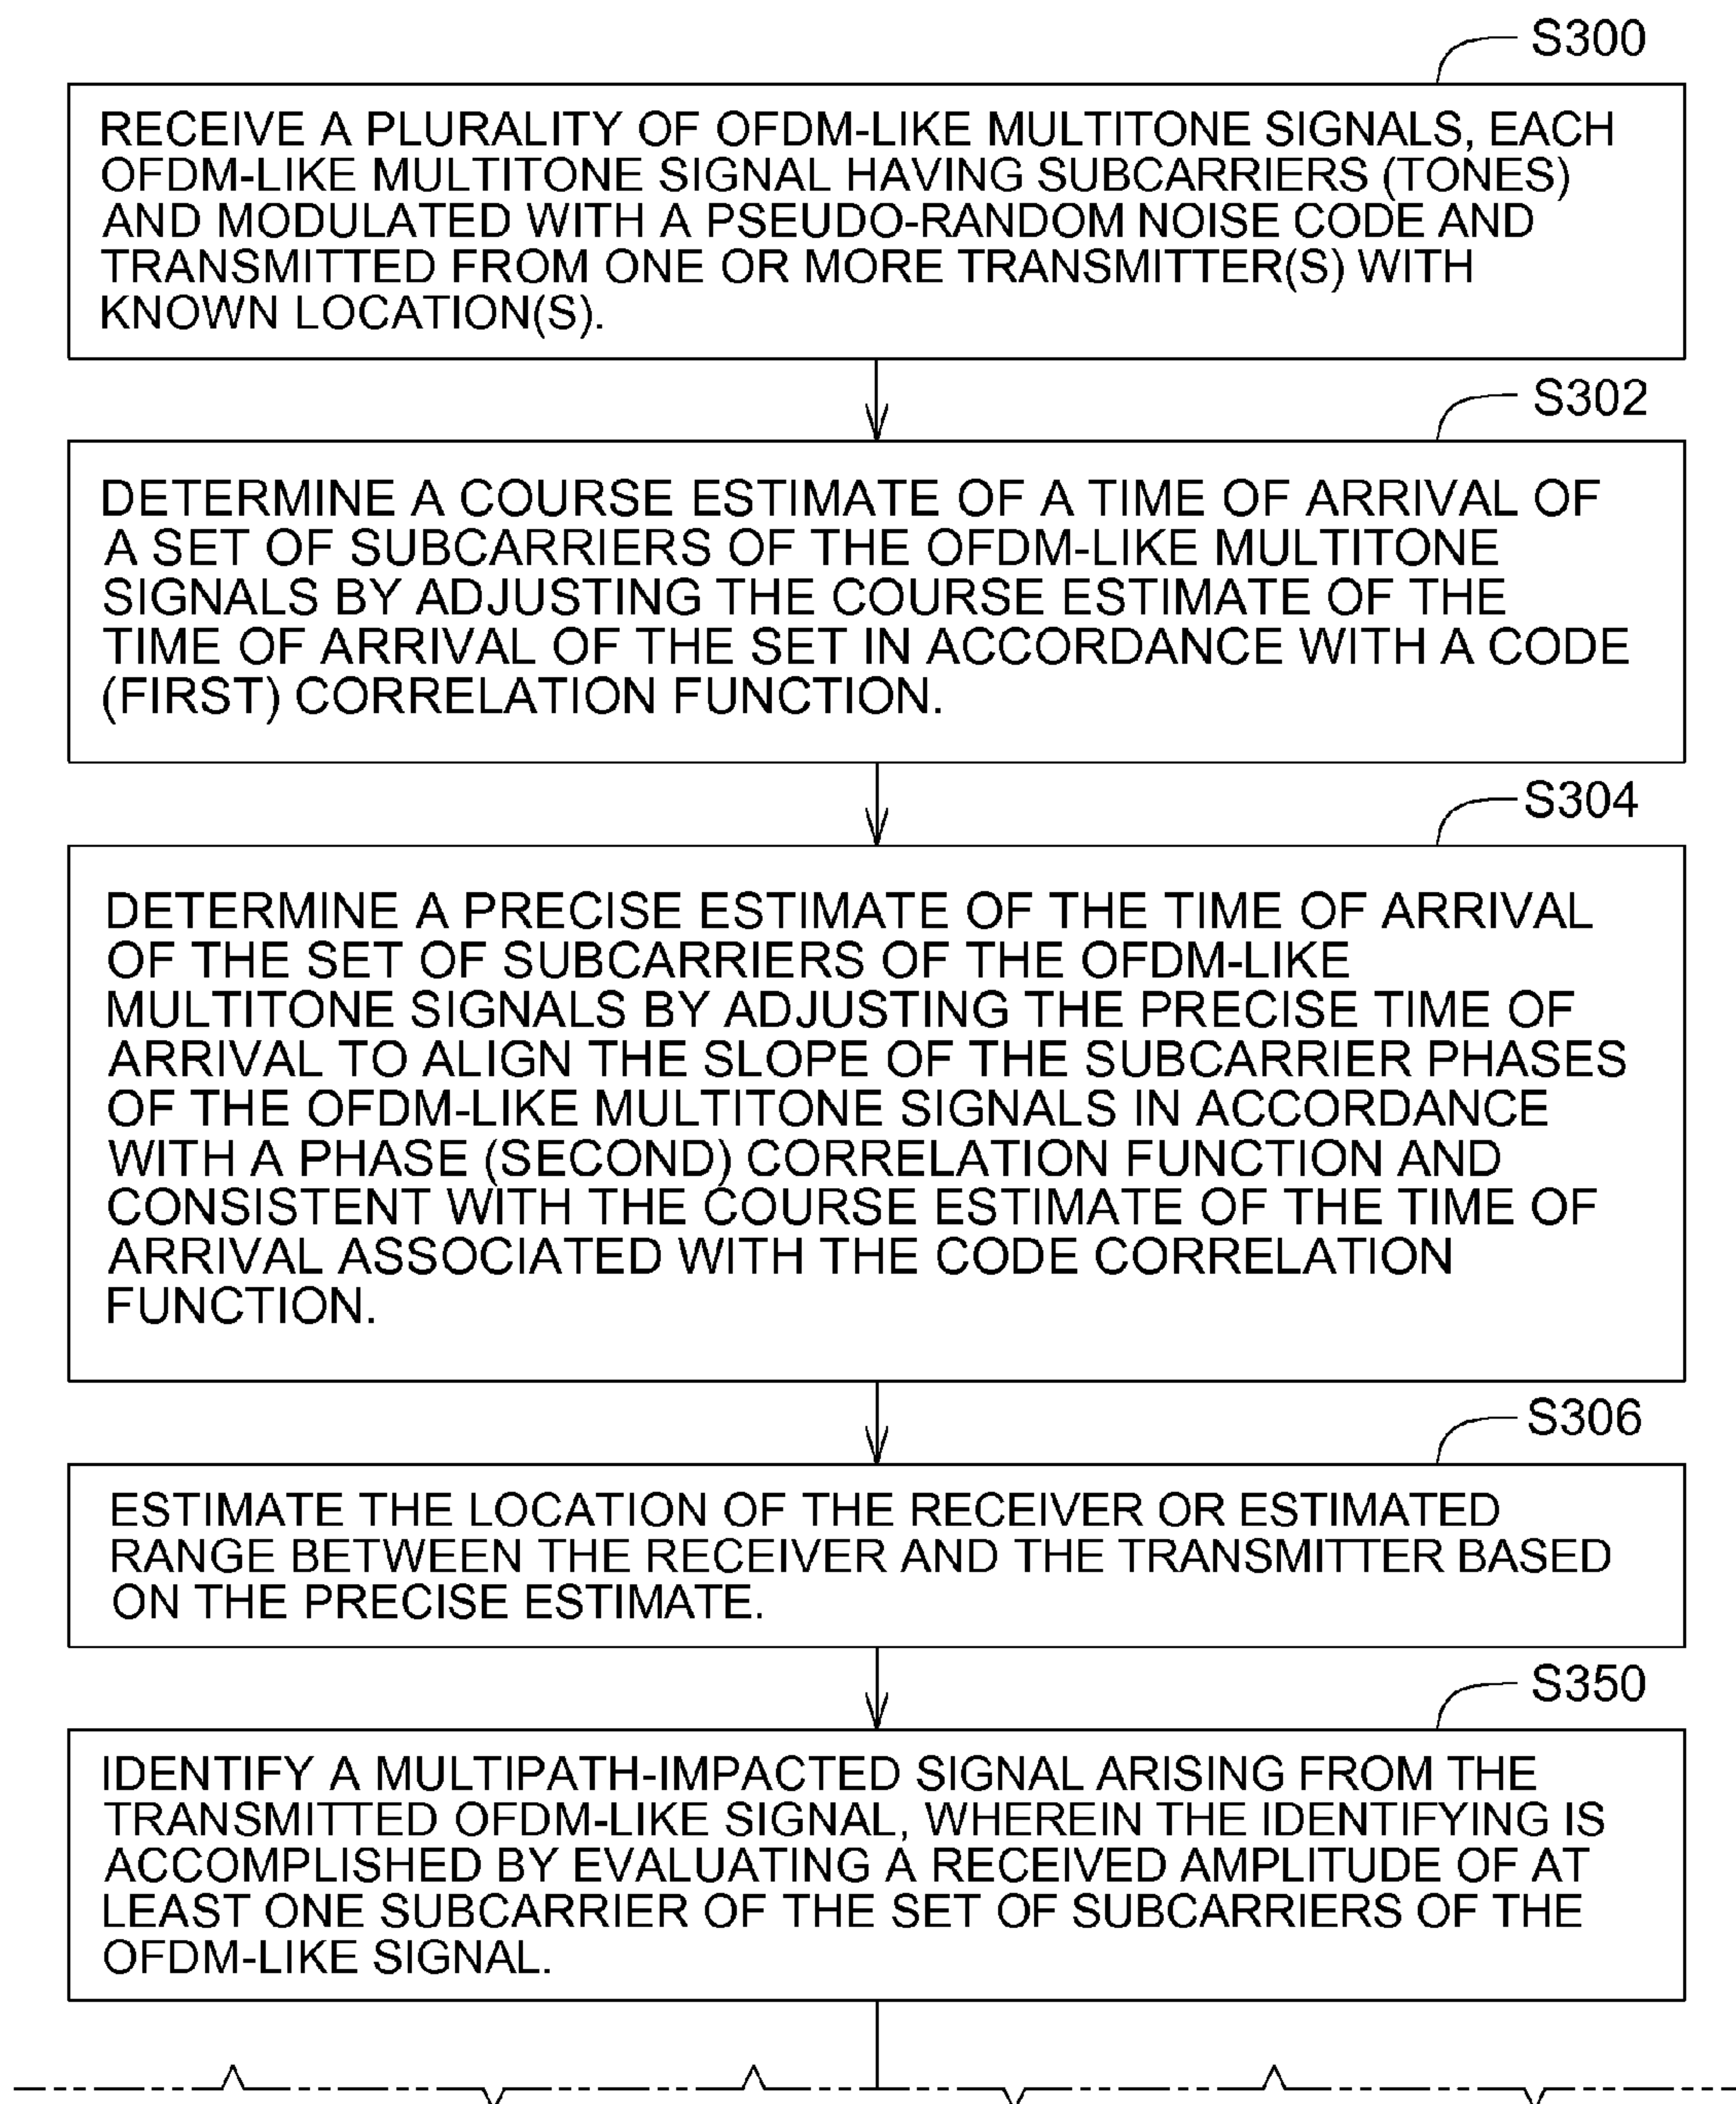 S300
RECEIVE A PLURALITY OF OFDM-LIKE MULTITONE SIGNALS, EACH
OFDM-LIKE MULTITONE SIGNAL HAVING SUBCARRIERS (TONES)
AND MODULATED WITH A PSEUDO-RANDOM NOISE CODE AND
TRANSMITTED FROM ONE OR MORE TRANSMITTER(S) WITH
KNOWN LOCATION(S).
S302
DETERMINE A COURSE ESTIMATE OF A TIME OF ARRIVAL OF
A SET OF SUBCARRIERS OF THE OFDM-LIKE MULTITONE
SIGNALS BY ADJUSTING THE COURSE ESTIMATE OF THE
TIME OF ARRIVAL OF THE SET IN ACCORDANCE WITH A CODE
(FIRST) CORRELATION FUNCTION.
S304
DETERMINE A PRECISE ESTIMATE OF THE TIME OF ARRIVAL
OF THE SET OF SUBCARRIERS OF THE OFDM-LIKE
MULTITONE SIGNALS BY ADJUSTING THE PRECISE TIME OF
ARRIVAL TO ALIGN THE SLOPE OF THE SUBCARRIER PHASES
OF THE OFDM-LIKE MULTITONE SIGNALS IN ACCORDANCE
WITH A PHASE (SECOND) CORRELATION FUNCTION AND
CONSISTENT WITH THE COURSE ESTIMATE OF THE TIME OF
ARRIVAL ASSOCIATED WITH THE CODE CORRELATION
FUNCTION.
S306
ESTIMATE THE LOCATION OF THE RECEIVER OR ESTIMATED
RANGE BETWEEN THE RECEIVER AND THE TRANSMITTER BASED
ON THE PRECISE ESTIMATE.
S350
IDENTIFY A MULTIPATH-IMPACTED SIGNAL ARISING FROM THE
TRANSMITTED OFDM-LIKE SIGNAL, WHEREIN THE IDENTIFYING IS
ACCOMPLISHED BY EVALUATING A RECEIVED AMPLITUDE OF AT
LEAST ONE SUBCARRIER OF THE SET OF SUBCARRIERS OF THE
OFDM-LIKE SIGNAL.